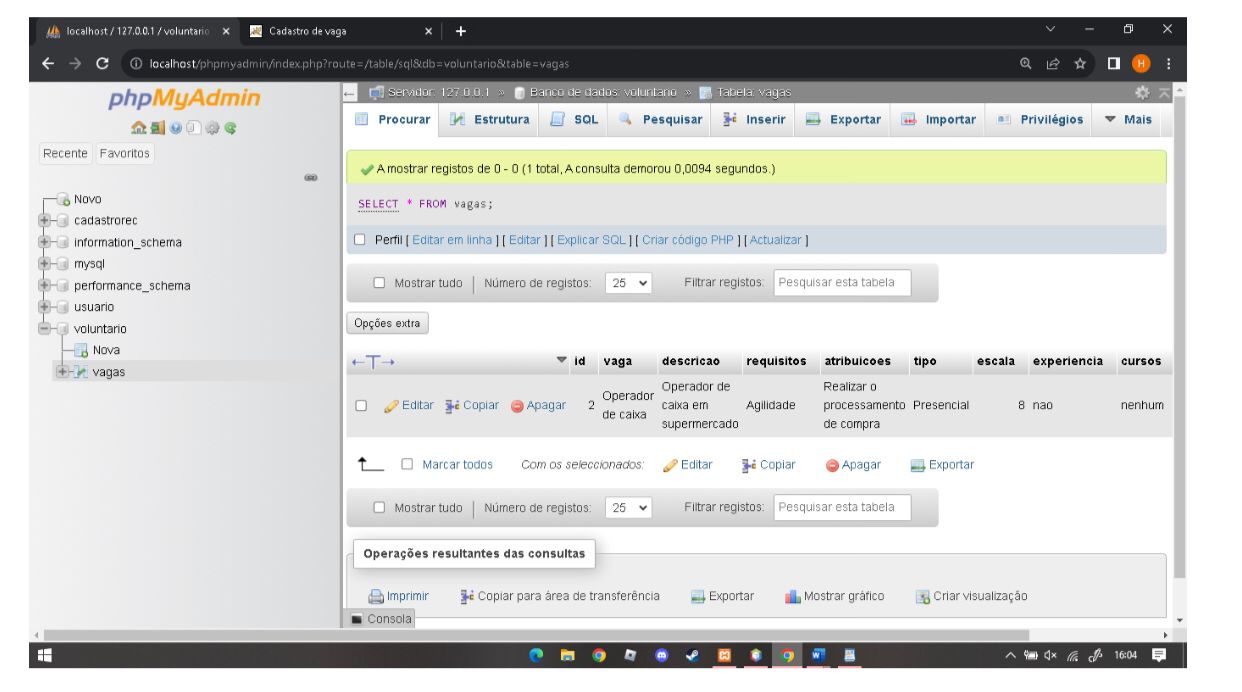 localhost / 127.0.0.1 / voluntario
Cadastro de vaga
localhost/phpmyadmin/index.php?route=/table/sql&db=voluntario&table=vagas
H
phpMyAdmin
Recente Favoritos
Novo
cadastrorec
information_schema
mysql
performance_schema
usuario
voluntario
Nova
vagas
Servidor: 127.0.0.1 » Banco de dados: voluntario » Tabela: vagas
Procurar Estrutura SQL Pesquisar Inserir Exportar Importar Privilégios Mais
A mostrar registos de 0 - 0 (1 total, A consulta demorou 0,0094 segundos.)
SELECT * FROM vagas;
Perfil [ Editar em linha ] [ Editar ] [ Explicar SQL ] [ Criar código PHP ] [ Actualizar ]
Mostrar tudo | Número de registos: 25 Filtrar registos: Pesquisar esta tabela
Opções extra
←T→ id vaga descricao requisitos atribuicoes tipo escala experiencia cursos
Editar Copiar Apagar 2 Operador de caixa Operador de caixa em supermercado Agilidade Realizar o processamento de compra Presencial 8 nao nenhum
Marcar todos Com os seleccionados: Editar Copiar Apagar Exportar
Mostrar tudo | Número de registos: 25 Filtrar registos: Pesquisar esta tabela
Operações resultantes das consultas
Imprimir Copiar para área de transferência Exportar Mostrar gráfico Criar visualização
Consola
16:04